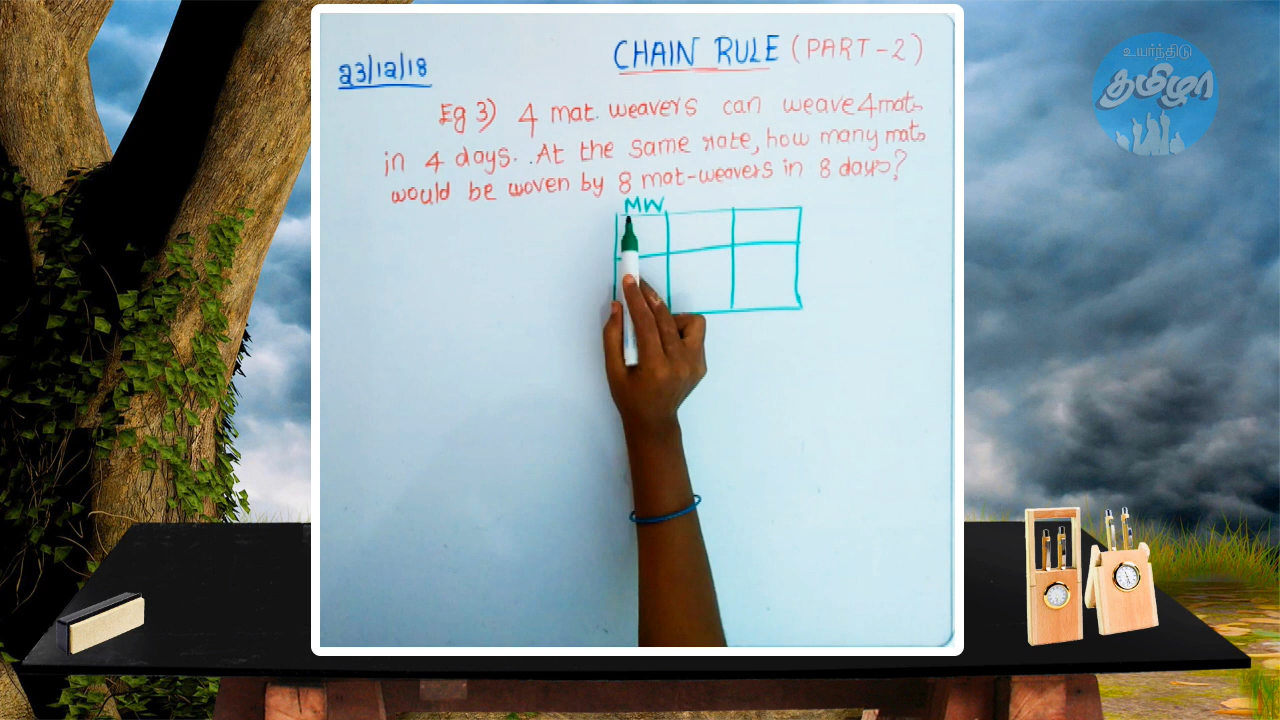 உயர்ந்திடு
தமிழா
23/12/18
CHAIN RULE (PART-2)
Eg 3) 4 mat. weavers can weave 4 mats
in 4 days. .At the same rate, how many mats
would be woven by 8 mat-weavers in 8 days?
MW